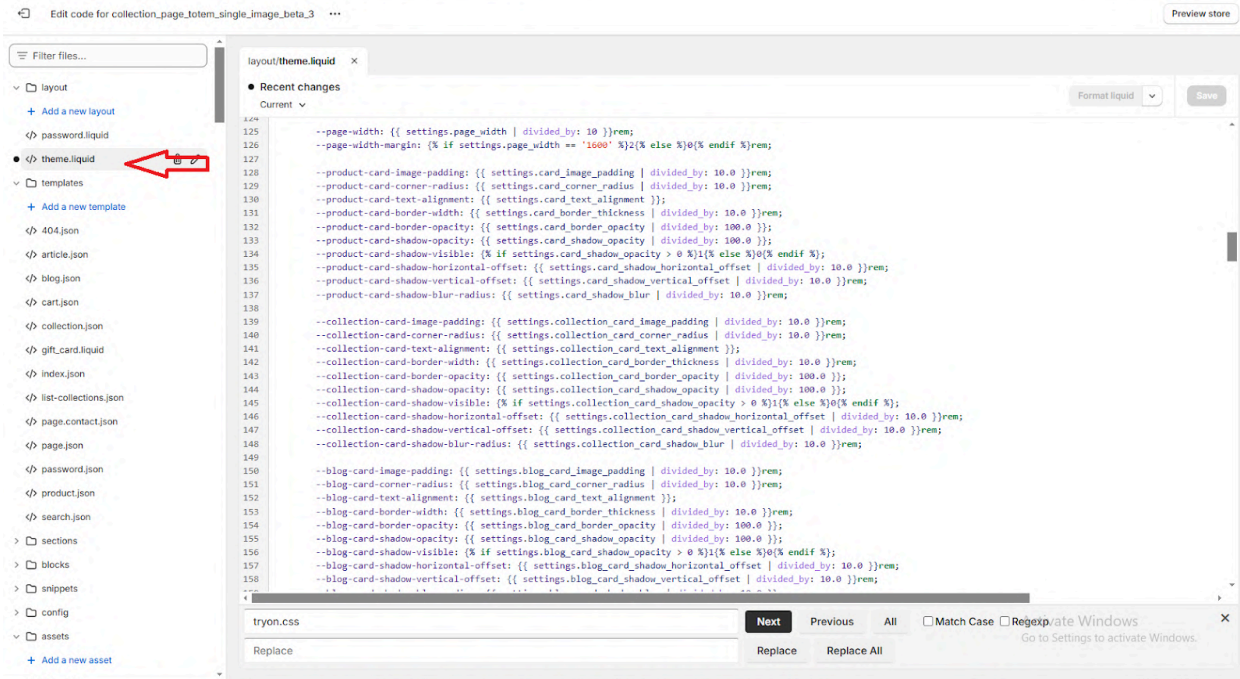 Edit code for collection_page_totem_single_image_beta_3 ...
Preview store
Filter files...
layout
+ Add a new layout
</> password.liquid
</> theme.liquid
templates
+ Add a new template
</> 404.json
</> article.json
</> blog.json
</> cart.json
</> collection.json
</> gift_card.liquid
</> index.json
</> list-collections.json
</> page.contact.json
</> page.json
</> password.json
</> product.json
</> search.json
sections
blocks
snippets
config
assets
+ Add a new asset
layout/theme.liquid
Recent changes
Current
Format liquid
Save
124
125 --page-width: {{ settings.page_width | divided_by: 10 }}rem;
126 --page-width-margin: {% if settings.page_width == '1600' %}2{% else %}0{% endif %}rem;
127
128 --product-card-image-padding: {{ settings.card_image_padding | divided_by: 10.0 }}rem;
129 --product-card-corner-radius: {{ settings.card_corner_radius | divided_by: 10.0 }}rem;
130 --product-card-text-alignment: {{ settings.card_text_alignment }};
131 --product-card-border-width: {{ settings.card_border_thickness | divided_by: 10.0 }}rem;
132 --product-card-border-opacity: {{ settings.card_border_opacity | divided_by: 100.0 }};
133 --product-card-shadow-opacity: {{ settings.card_shadow_opacity | divided_by: 100.0 }};
134 --product-card-shadow-visible: {% if settings.card_shadow_opacity > 0 %}1{% else %}0{% endif %};
135 --product-card-shadow-horizontal-offset: {{ settings.card_shadow_horizontal_offset | divided_by: 10.0 }}rem;
136 --product-card-shadow-vertical-offset: {{ settings.card_shadow_vertical_offset | divided_by: 10.0 }}rem;
137 --product-card-shadow-blur-radius: {{ settings.card_shadow_blur | divided_by: 10.0 }}rem;
138
139 --collection-card-image-padding: {{ settings.collection_card_image_padding | divided_by: 10.0 }}rem;
140 --collection-card-corner-radius: {{ settings.collection_card_corner_radius | divided_by: 10.0 }}rem;
141 --collection-card-text-alignment: {{ settings.collection_card_text_alignment }};
142 --collection-card-border-width: {{ settings.collection_card_border_thickness | divided_by: 10.0 }}rem;
143 --collection-card-border-opacity: {{ settings.collection_card_border_opacity | divided_by: 100.0 }};
144 --collection-card-shadow-opacity: {{ settings.collection_card_shadow_opacity | divided_by: 100.0 }};
145 --collection-card-shadow-visible: {% if settings.collection_card_shadow_opacity > 0 %}1{% else %}0{% endif %};
146 --collection-card-shadow-horizontal-offset: {{ settings.collection_card_shadow_horizontal_offset | divided_by: 10.0 }}rem;
147 --collection-card-shadow-vertical-offset: {{ settings.collection_card_shadow_vertical_offset | divided_by: 10.0 }}rem;
148 --collection-card-shadow-blur-radius: {{ settings.collection_card_shadow_blur | divided_by: 10.0 }}rem;
149
150 --blog-card-image-padding: {{ settings.blog_card_image_padding | divided_by: 10.0 }}rem;
151 --blog-card-corner-radius: {{ settings.blog_card_corner_radius | divided_by: 10.0 }}rem;
152 --blog-card-text-alignment: {{ settings.blog_card_text_alignment }};
153 --blog-card-border-width: {{ settings.blog_card_border_thickness | divided_by: 10.0 }}rem;
154 --blog-card-border-opacity: {{ settings.blog_card_border_opacity | divided_by: 100.0 }};
155 --blog-card-shadow-opacity: {{ settings.blog_card_shadow_opacity | divided_by: 100.0 }};
156 --blog-card-shadow-visible: {% if settings.blog_card_shadow_opacity > 0 %}1{% else %}0{% endif %};
157 --blog-card-shadow-horizontal-offset: {{ settings.blog_card_shadow_horizontal_offset | divided_by: 10.0 }}rem;
158 --blog-card-shadow-vertical-offset: {{ settings.blog_card_shadow_vertical_offset | divided_by: 10.0 }}rem;
tryon.css
Next
Previous
All
Match Case
Regexp
Activate Windows
Go to Settings to activate Windows.
Replace
Replace
Replace All